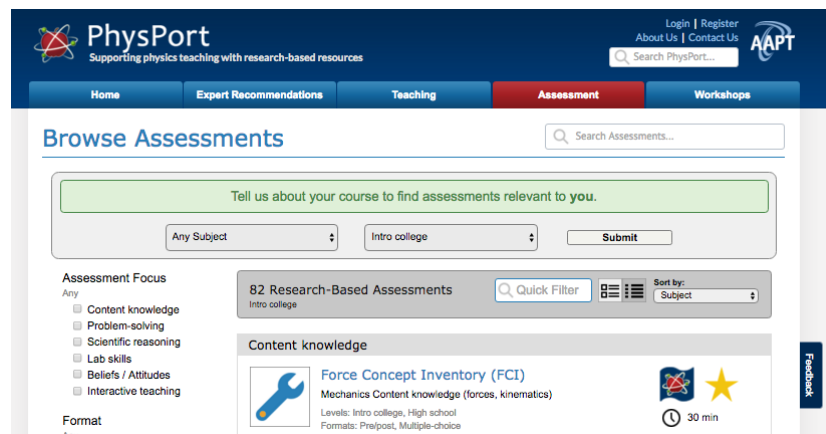 PhysPort
Supporting physics teaching with research-based resources
Login | Register
About Us | Contact Us
Search PhysPort...
AAPT
Home
Expert Recommendations
Teaching
Assessment
Workshops
Browse Assessments
Search Assessments...
Tell us about your course to find assessments relevant to you.
Any Subject
Intro college
Submit
Assessment Focus
Any
Content knowledge
Problem-solving
Scientific reasoning
Lab skills
Beliefs / Attitudes
Interactive teaching
Format
82 Research-Based Assessments
Intro college
Quick Filter
Sort by:
Subject
Content knowledge
Force Concept Inventory (FCI)
Mechanics Content knowledge (forces, kinematics)
Levels: Intro college, High school
Formats: Pre/post, Multiple-choice
30 min
Feedback